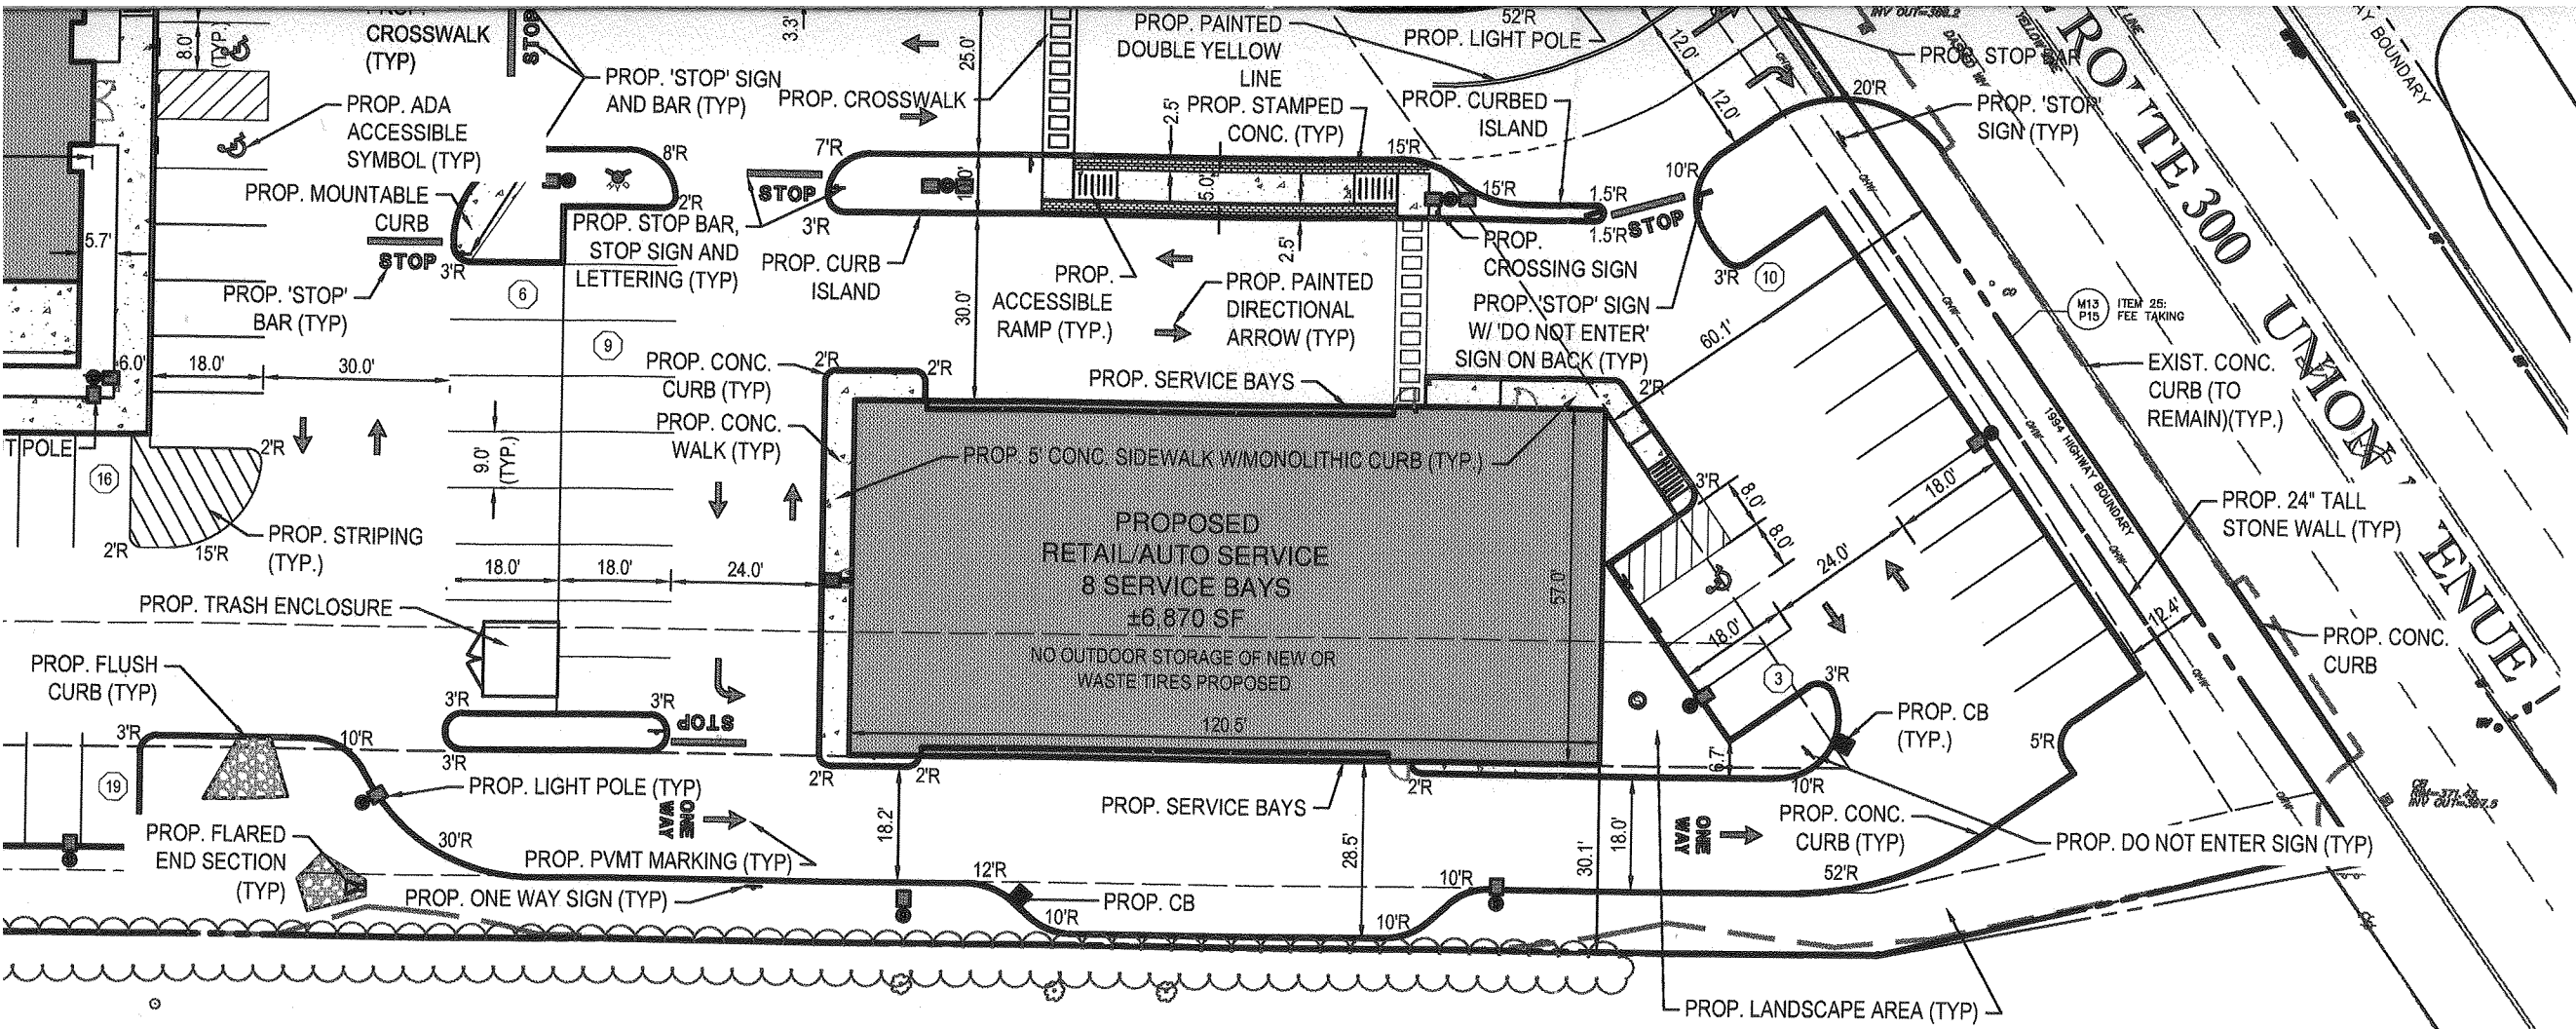 CROSSWALK
(TYP)
8.0'
(TYP.)
STOP
PROP. 'STOP' SIGN
AND BAR (TYP)
3.3'
PROP. CROSSWALK
25.0'
PROP. PAINTED
DOUBLE YELLOW
LINE
52'R
PROP. LIGHT POLE
INV OUT=369.2
PROP. STOP BAR
ROUTE 300 UNION AVENUE
PROP. ADA
ACCESSIBLE
SYMBOL (TYP)
PROP. STAMPED
CONC. (TYP)
2.5'
PROP. CURBED
ISLAND
12.0'
12.0'
20'R
PROP. 'STOP'
SIGN (TYP)
PROP. MOUNTABLE
CURB
8'R
2'R
7'R
3'R
STOP
5.0'
15'R
15'R
1.5'R
1.5'R
STOP
10'R
3'R
10
5.7'
STOP
3'R
PROP. 'STOP'
BAR (TYP)
6
9
PROP. STOP BAR,
STOP SIGN AND
LETTERING (TYP)
PROP. CURB
ISLAND
30.0'
PROP.
ACCESSIBLE
RAMP (TYP.)
2.5'
PROP. PAINTED
DIRECTIONAL
ARROW (TYP)
PROP.
CROSSING SIGN
PROP. 'STOP' SIGN
W/ 'DO NOT ENTER'
SIGN ON BACK (TYP)
60.1'
M13
P15
ITEM 25:
FEE TAKING
EXIST. CONC.
CURB (TO
REMAIN)(TYP.)
6.0'
18.0'
30.0'
PROP. CONC.
CURB (TYP)
2'R
2'R
PROP. SERVICE BAYS
2'R
T POLE
16
2'R
9.0'
(TYP.)
PROP. CONC.
WALK (TYP)
PROP. 5' CONC. SIDEWALK W/MONOLITHIC CURB (TYP.)
1994 HIGHWAY BOUNDARY
OHW
PROP. STRIPING
(TYP.)
2'R
15'R
PROPOSED
RETAIL/AUTO SERVICE
8 SERVICE BAYS
±6,870 SF
NO OUTDOOR STORAGE OF NEW OR
WASTE TIRES PROPOSED
57.0'
120.5'
3'R
8.0'
8.0'
18.0'
24.0'
18.0'
PROP. 24" TALL
STONE WALL (TYP)
18.0'
18.0'
24.0'
PROP. TRASH ENCLOSURE
12.4'
PROP. CONC.
CURB
PROP. FLUSH
CURB (TYP)
3'R
10'R
3'R
3'R
3'R
STOP
3
3'R
PROP. CB
(TYP.)
5'R
19
PROP. LIGHT POLE (TYP)
2'R
2'R
PROP. SERVICE BAYS
2'R
6.7'
10'R
PROP. FLARED
END SECTION
(TYP)
30'R
ONE
WAY
PROP. PVMT MARKING (TYP)
18.2'
28.5'
30.1'
18.0'
ONE
WAY
PROP. CONC.
CURB (TYP)
PROP. DO NOT ENTER SIGN (TYP)
PROP. ONE WAY SIGN (TYP)
12'R
10'R
PROP. CB
10'R
10'R
52'R
PROP. LANDSCAPE AREA (TYP)